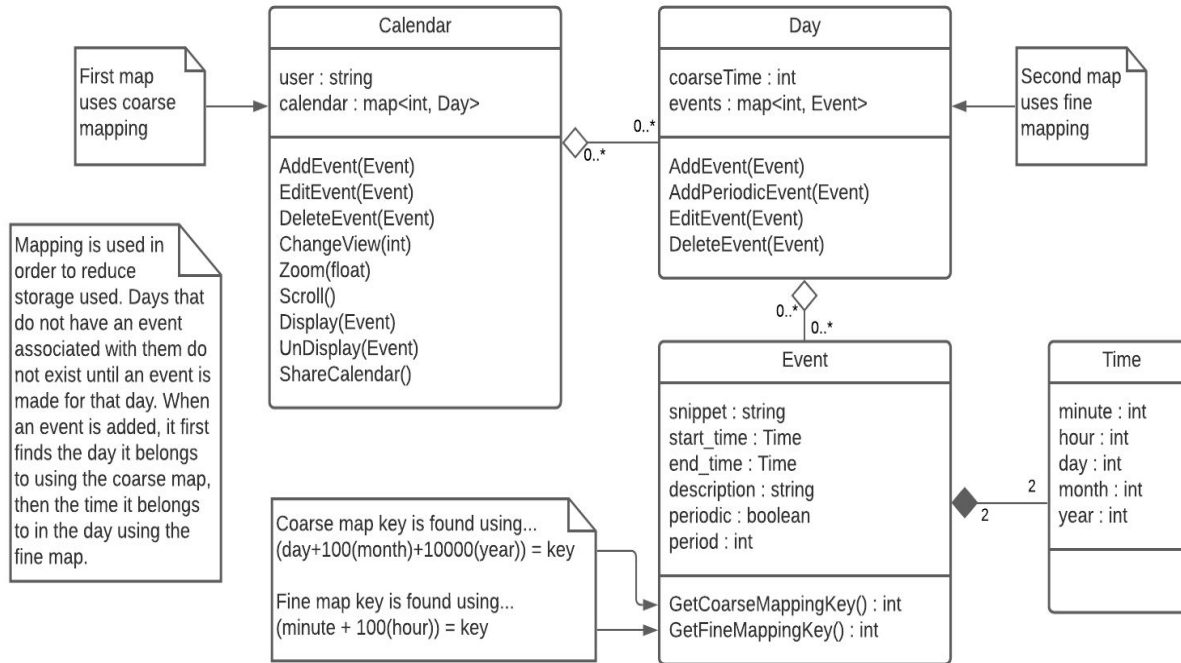 Calendar
user : string
calendar : map<int, Day>
AddEvent(Event)
EditEvent(Event)
DeleteEvent(Event)
ChangeView(int)
Zoom(float)
Scroll()
Display(Event)
UnDisplay(Event)
ShareCalendar()
First map
uses coarse
mapping
0..*
0..*
Day
coarseTime : int
events : map<int, Event>
AddEvent(Event)
AddPeriodicEvent(Event)
EditEvent(Event)
DeleteEvent(Event)
Second map
uses fine
mapping
0..*
0..*
Mapping is used in
order to reduce
storage used. Days that
do not have an event
associated with them do
not exist until an event is
made for that day. When
an event is added, it first
finds the day it belongs
to using the coarse map,
then the time it belongs
to in the day using the
fine map.
Coarse map key is found using...
(day+100(month)+10000(year)) = key
Fine map key is found using...
(minute + 100(hour)) = key
Event
snippet : string
start_time : Time
end_time : Time
description : string
periodic : boolean
period : int
GetCoarseMappingKey() : int
GetFineMappingKey() : int
2
2
Time
minute : int
hour : int
day : int
month : int
year : int